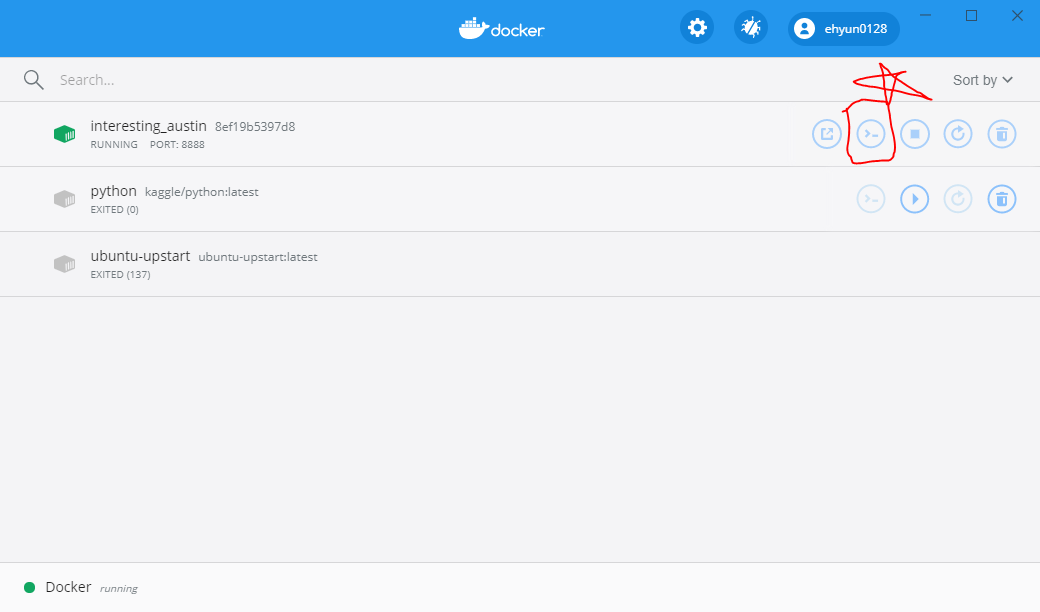 docker
ehyun0128
Search...
Sort by
interesting_austin 8ef19b5397d8
RUNNING PORT: 8888
python kaggle/python:latest
EXITED (0)
ubuntu-upstart ubuntu-upstart:latest
EXITED (137)
Docker running